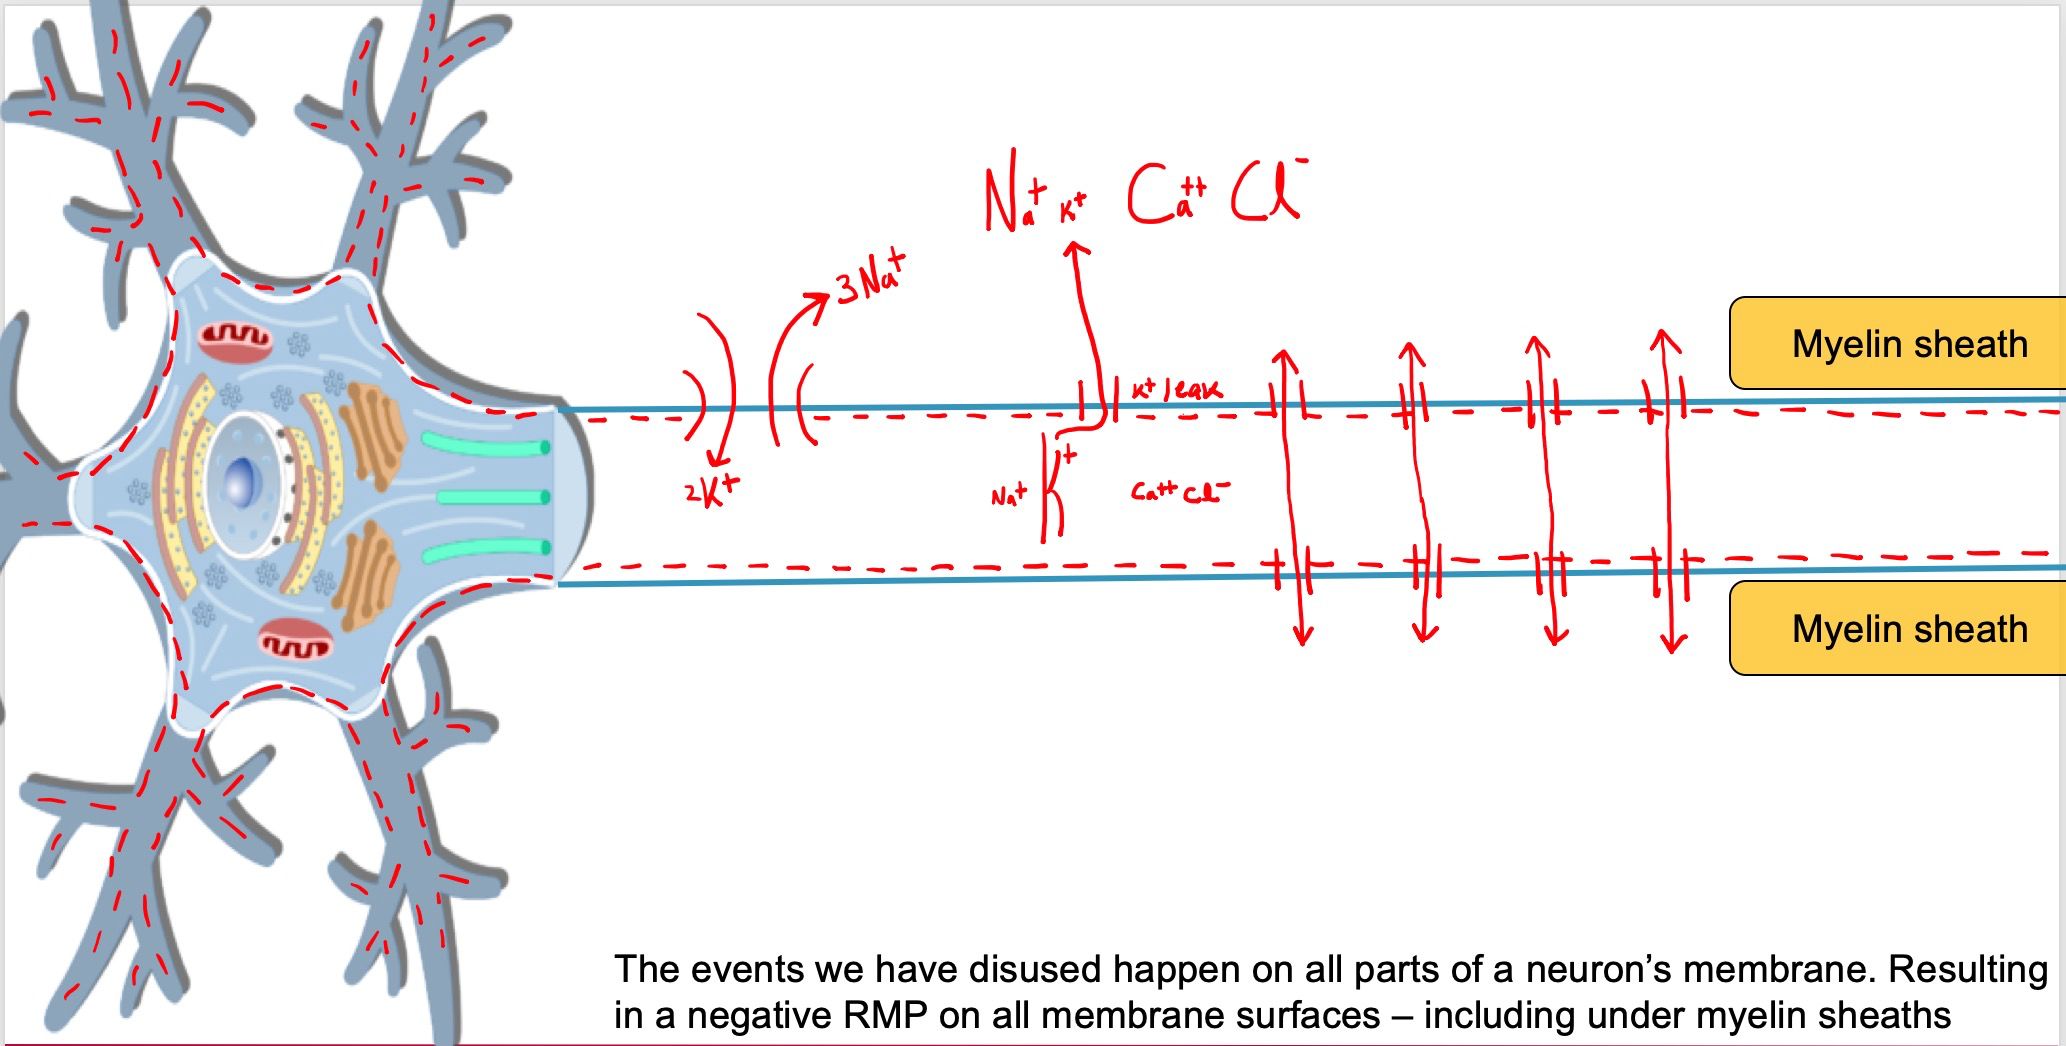 Na+ K+ Ca++ Cl-
3Na+
Myelin sheath
K+ leak
2K+
Na+ K+ Ca++ Cl-
Myelin sheath
The events we have disused happen on all parts of a neuron’s membrane. Resulting
in a negative RMP on all membrane surfaces – including under myelin sheaths